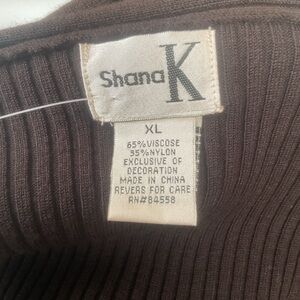 Shana K
XL
65%VISCOSE
35%NYLON
EXCLUSIVE OF
DECORATION
MADE IN CHINA
REVERS FOR CARE
RN#84558